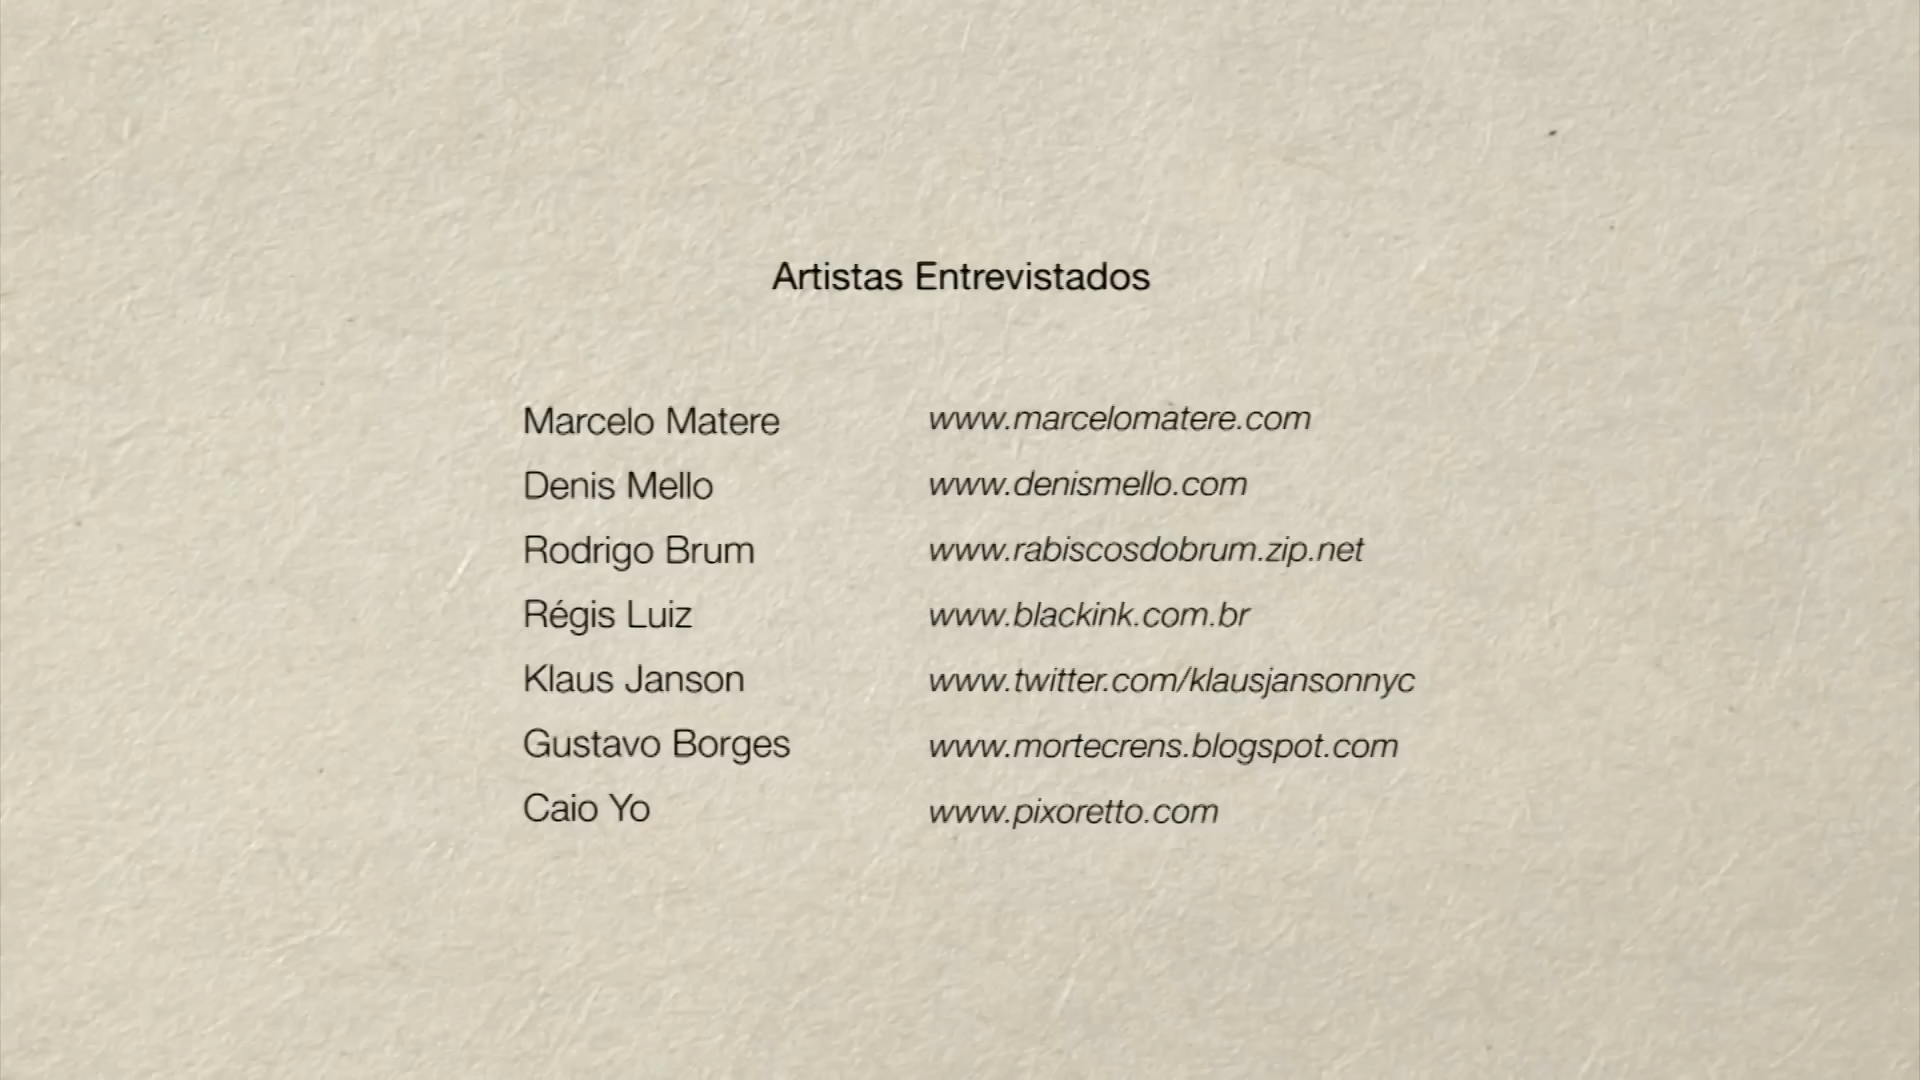 Artistas Entrevistados
Marcelo Matere www.marcelomatere.com
Denis Mello www.denismello.com
Rodrigo Brum www.rabiscosdobrum.zip.net
Régis Luiz www.blackink.com.br
Klaus Janson www.twitter.com/klausjansonnyc
Gustavo Borges www.mortecrens.blogspot.com
Caio Yo www.pixoretto.com